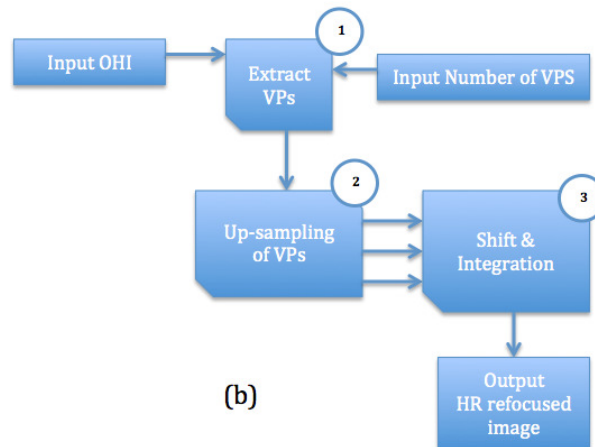 1
Input OHI
Extract
VPs
Input Number of VPS
2
3
Up-sampling
of VPs
Shift &
Integration
Output
HR refocused
image
(b)